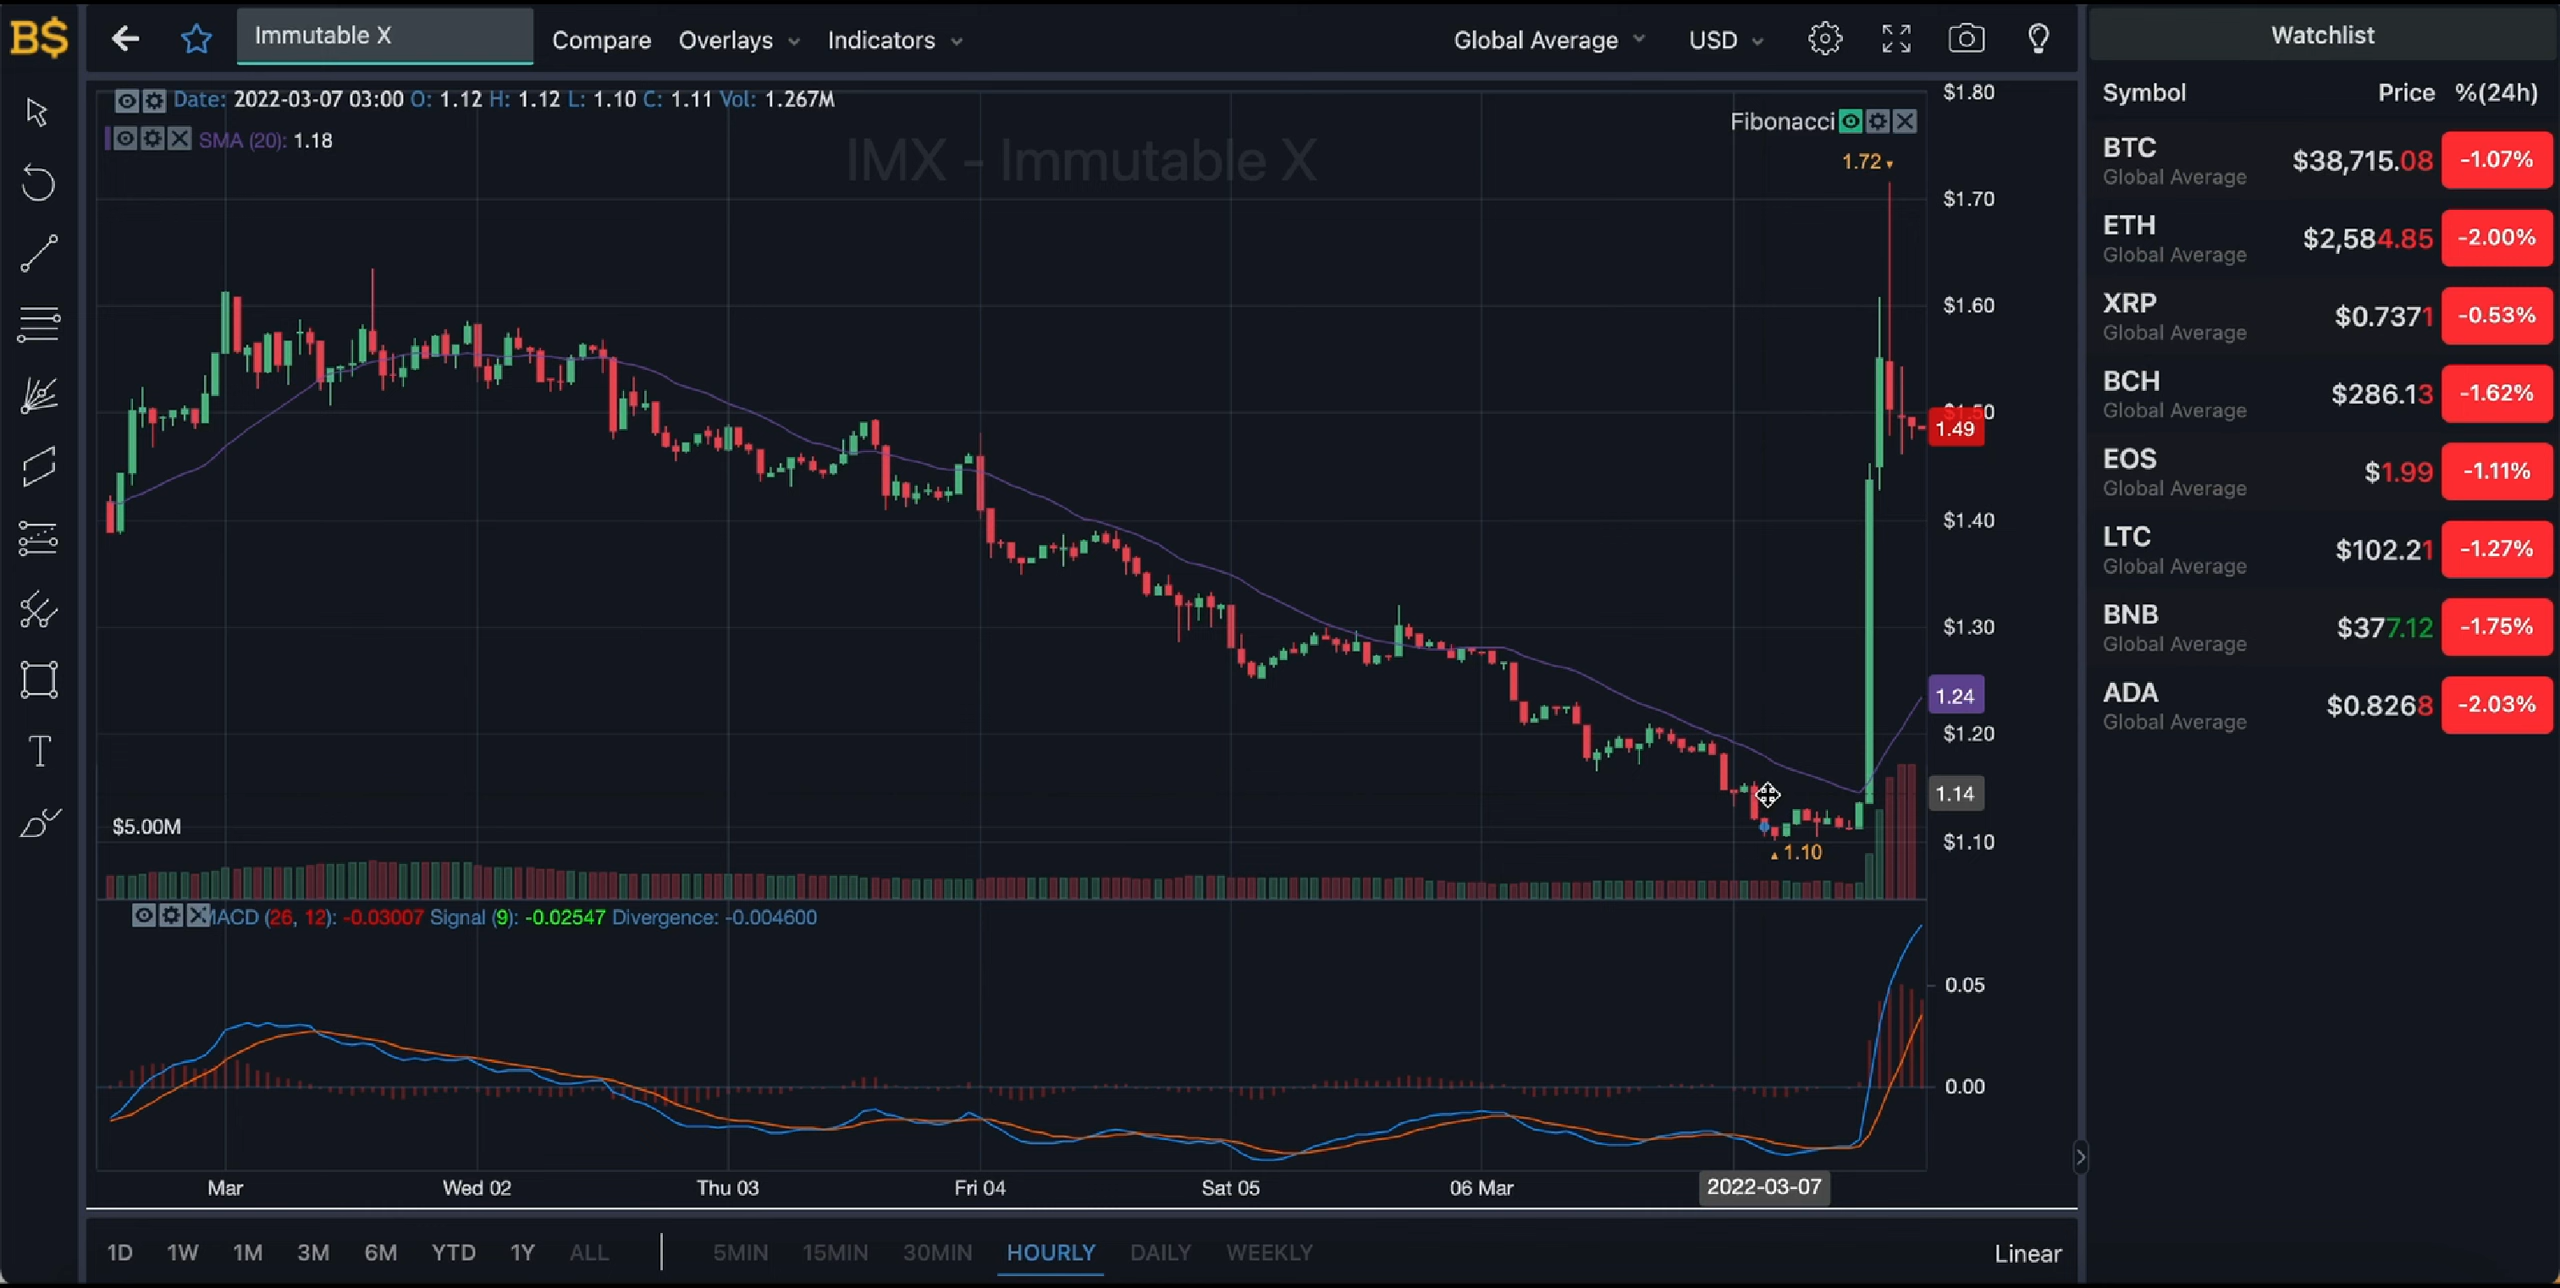 B$
Immutable X
Compare
Overlays
Indicators
Global Average
USD
Date: 2022-03-07 03:00 O: 1.12 H: 1.12 L: 1.10 C: 1.11 Vol: 1.267M
SMA (20): 1.18
IMX - Immutable X
Fibonacci
1.72
$1.80
$1.70
$1.60
$1.50
1.49
$1.40
$1.30
1.24
$1.20
1.14
$1.10
1.10
$5.00M
MACD (26, 12): -0.03007 Signal (9): -0.02547 Divergence: -0.004600
0.05
0.00
Mar
Wed 02
Thu 03
Fri 04
Sat 05
06 Mar
2022-03-07
1D 1W 1M 3M 6M YTD 1Y ALL
5MIN 15MIN 30MIN HOURLY DAILY WEEKLY
Linear
Watchlist
Symbol Price %(24h)
BTC $38,715.08 -1.07%
Global Average
ETH $2,584.85 -2.00%
Global Average
XRP $0.7371 -0.53%
Global Average
BCH $286.13 -1.62%
Global Average
EOS $1.99 -1.11%
Global Average
LTC $102.21 -1.27%
Global Average
BNB $377.12 -1.75%
Global Average
ADA $0.8268 -2.03%
Global Average